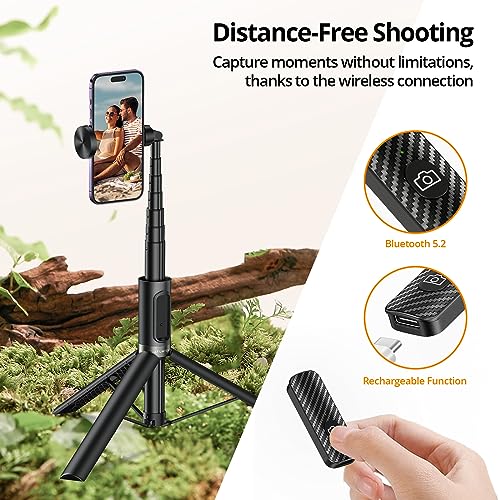 Distance-Free Shooting
Capture moments without limitations,
thanks to the wireless connection
Bluetooth 5.2
Rechargeable Function